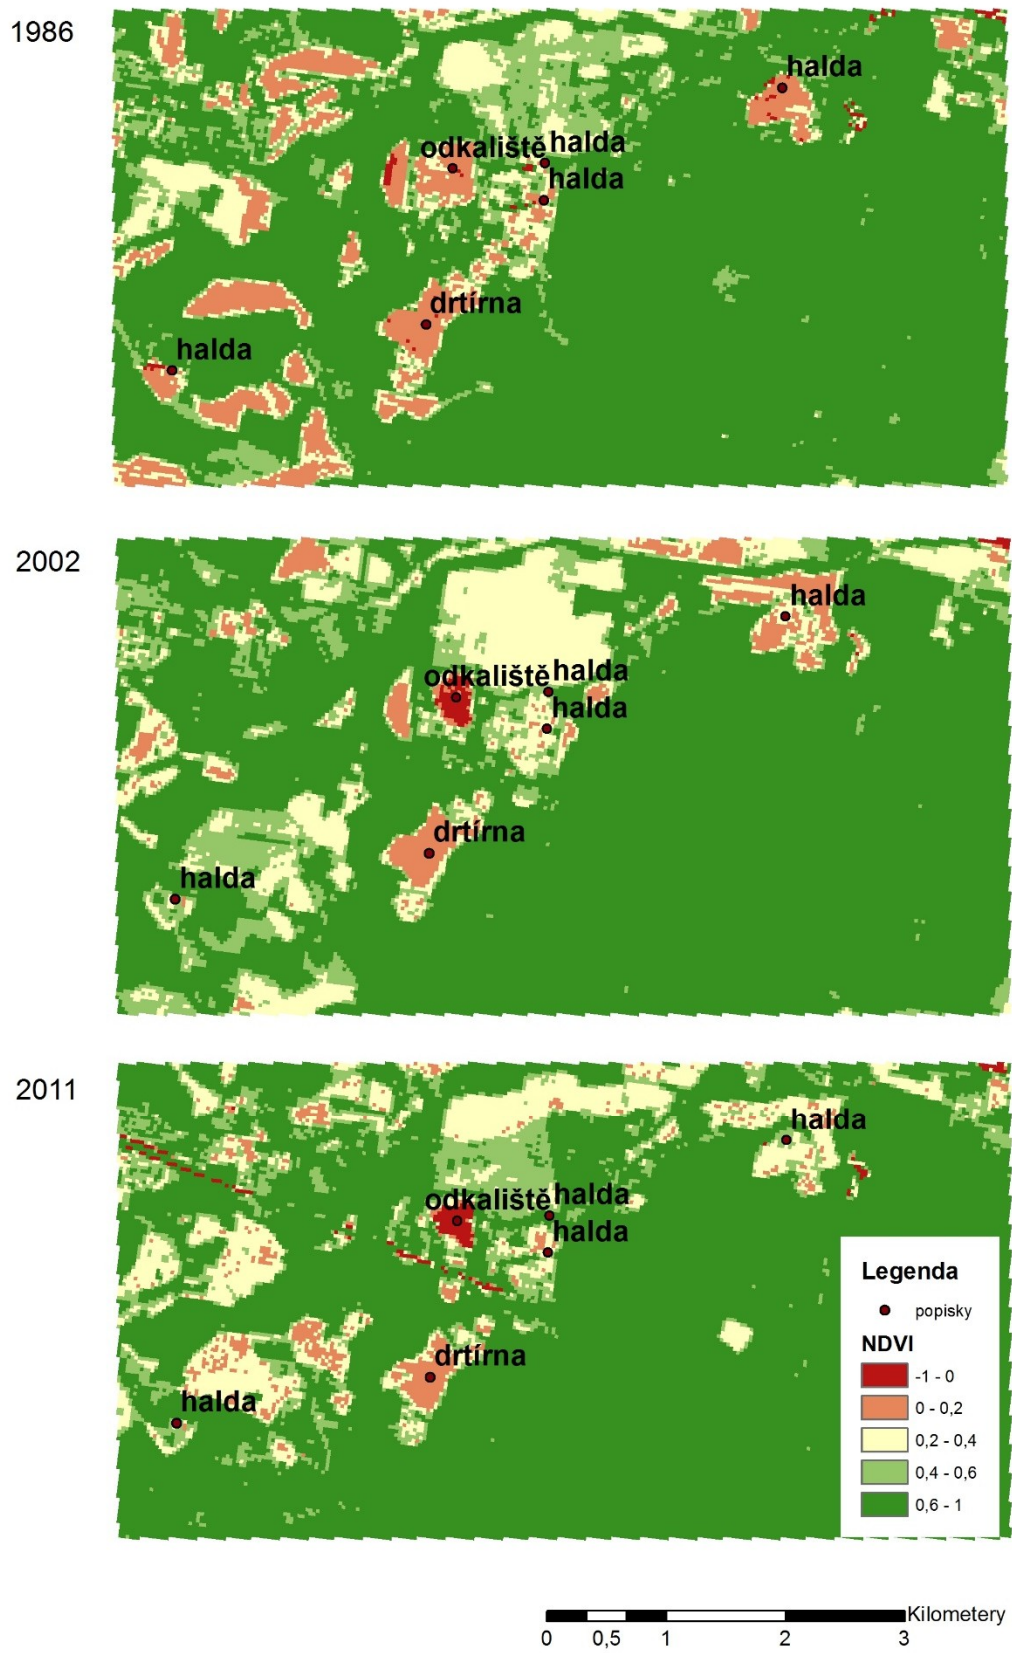 1986
halda
odkaliště halda
halda
drtírna
halda
2002
halda
odkaliště halda
halda
drtírna
halda
2011
halda
odkaliště halda
halda
drtírna
halda
Legenda
popisky
NDVI
-1 - 0
0 - 0,2
0,2 - 0,4
0,4 - 0,6
0,6 - 1
Kilometery
0 0,5 1 2 3